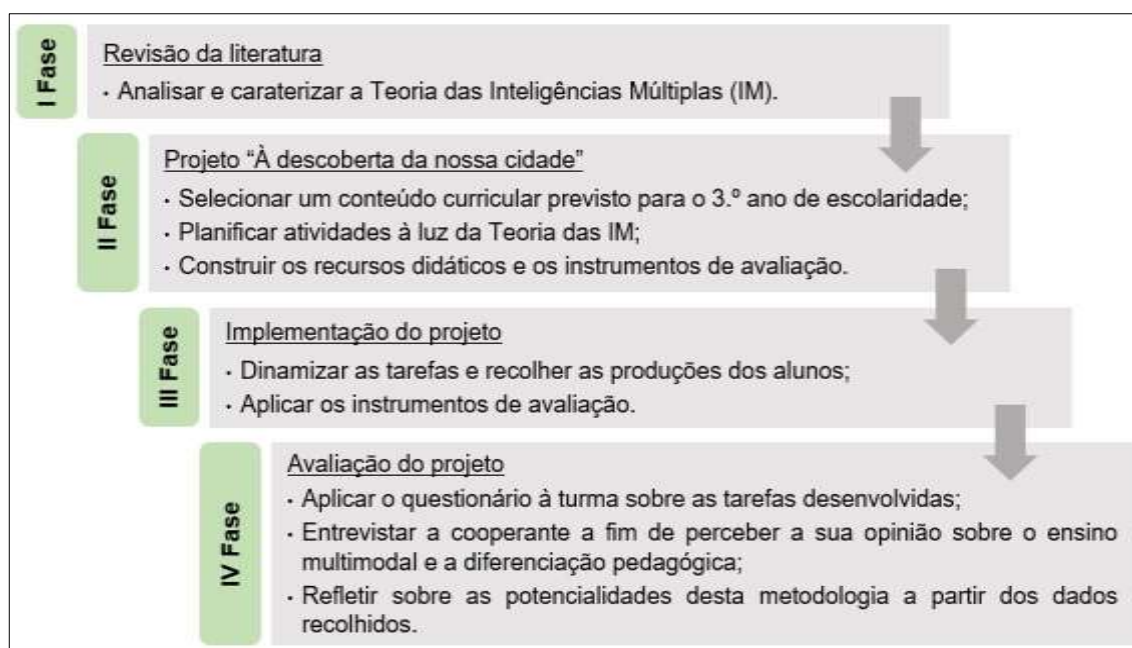 I Fase
Revisão da literatura
· Analisar e caraterizar a Teoria das Inteligências Múltiplas (IM).
II Fase
Projeto “À descoberta da nossa cidade”
· Selecionar um conteúdo curricular previsto para o 3.º ano de escolaridade;
· Planificar atividades à luz da Teoria das IM;
· Construir os recursos didáticos e os instrumentos de avaliação.
III Fase
Implementação do projeto
· Dinamizar as tarefas e recolher as produções dos alunos;
· Aplicar os instrumentos de avaliação.
IV Fase
Avaliação do projeto
· Aplicar o questionário à turma sobre as tarefas desenvolvidas;
· Entrevistar a cooperante a fim de perceber a sua opinião sobre o ensino
multimodal e a diferenciação pedagógica;
· Refletir sobre as potencialidades desta metodologia a partir dos dados
recolhidos.